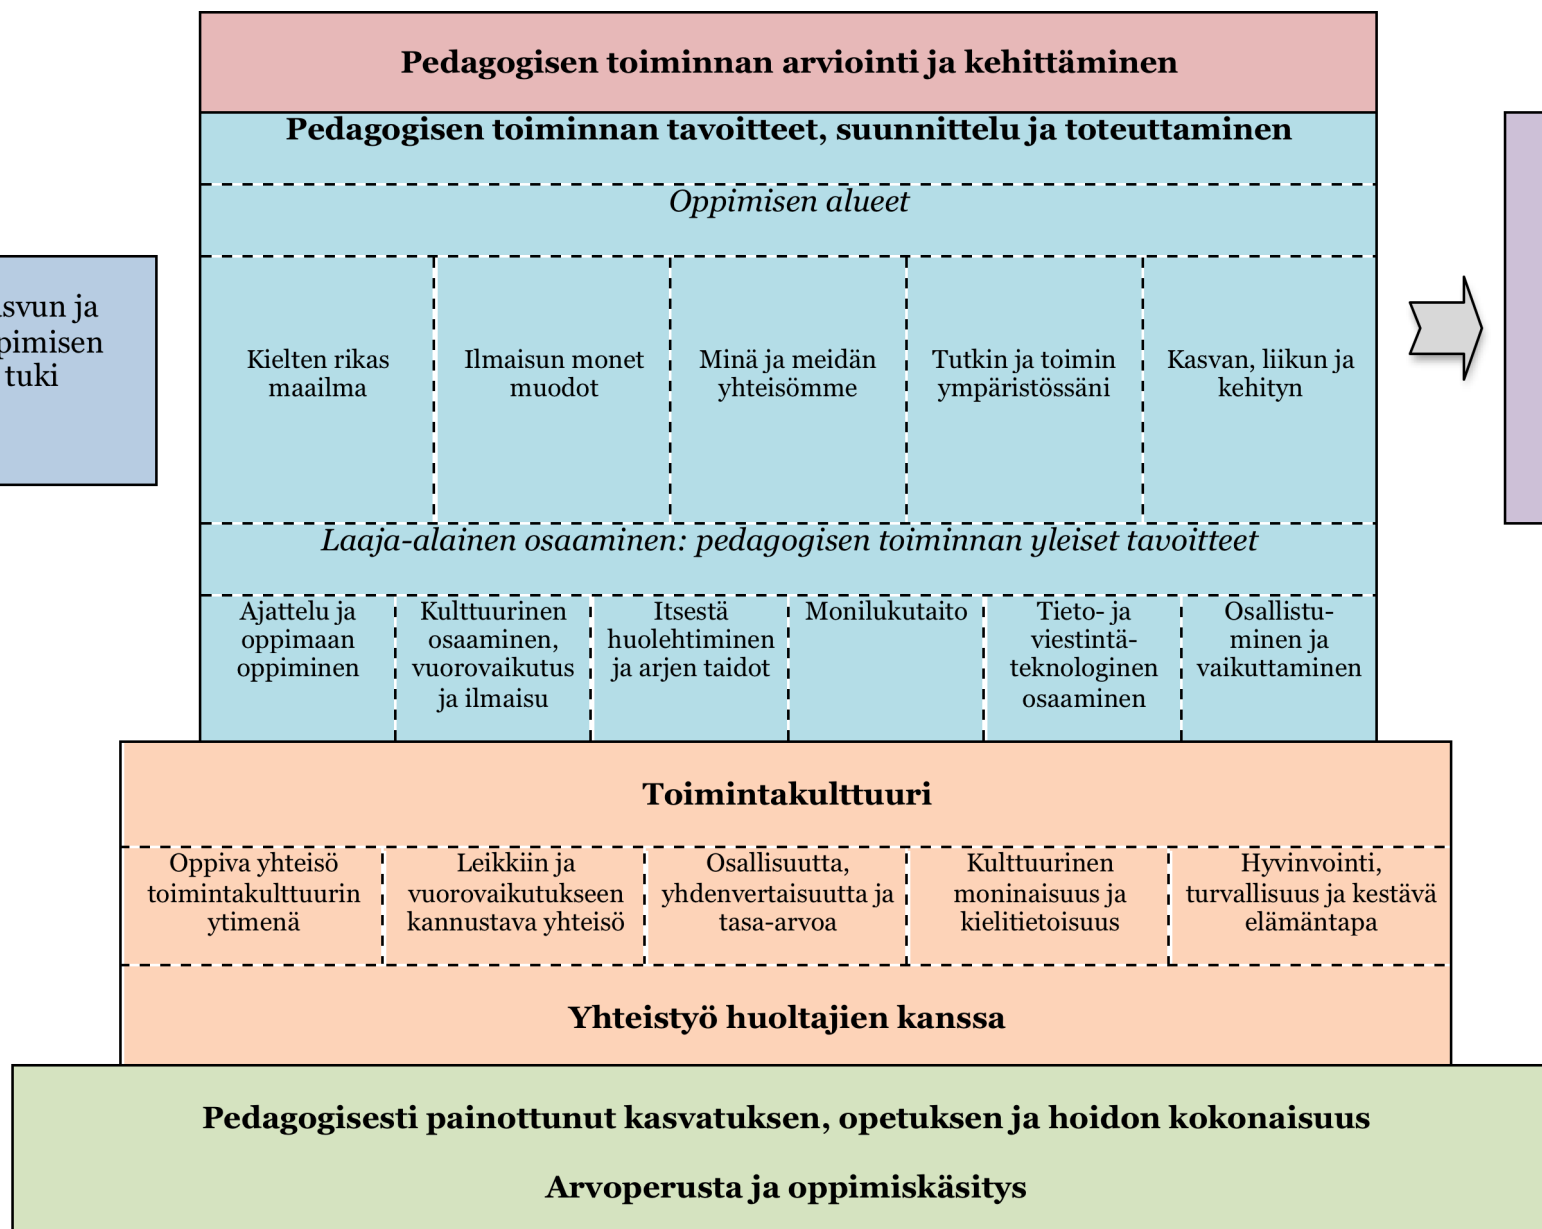 Pedagogisen toiminnan arviointi ja kehittäminen
Pedagogisen toiminnan tavoitteet, suunnittelu ja toteuttaminen
Oppimisen alueet
svun ja
pimisen
tuki
Kielten rikas
maailma
Ilmaisun monet
muodot
Minä ja meidän
yhteisömme
Tutkin ja toimin
ympäristössäni
Kasvan, liikun ja
kehityn
Laaja-alainen osaaminen: pedagogisen toiminnan yleiset tavoitteet
Ajattelu ja
oppimaan
oppiminen
Kulttuurinen
osaaminen,
vuorovaikutus
ja ilmaisu
Itsestä
huolehtiminen
ja arjen taidot
Monilukutaito
Tieto- ja
viestintä-
teknologinen
osaaminen
Osallistu-
minen ja
vaikuttaminen
Toimintakulttuuri
Oppiva yhteisö
toimintakulttuurin
ytimenä
Leikkiin ja
vuorovaikutukseen
kannustava yhteisö
Osallisuutta,
yhdenvertaisuutta ja
tasa-arvoa
Kulttuurinen
moninaisuus ja
kielitietoisuus
Hyvinvointi,
turvallisuus ja kestävä
elämäntapa
Yhteistyö huoltajien kanssa
Pedagogisesti painottunut kasvatuksen, opetuksen ja hoidon kokonaisuus
Arvoperusta ja oppimiskäsitys